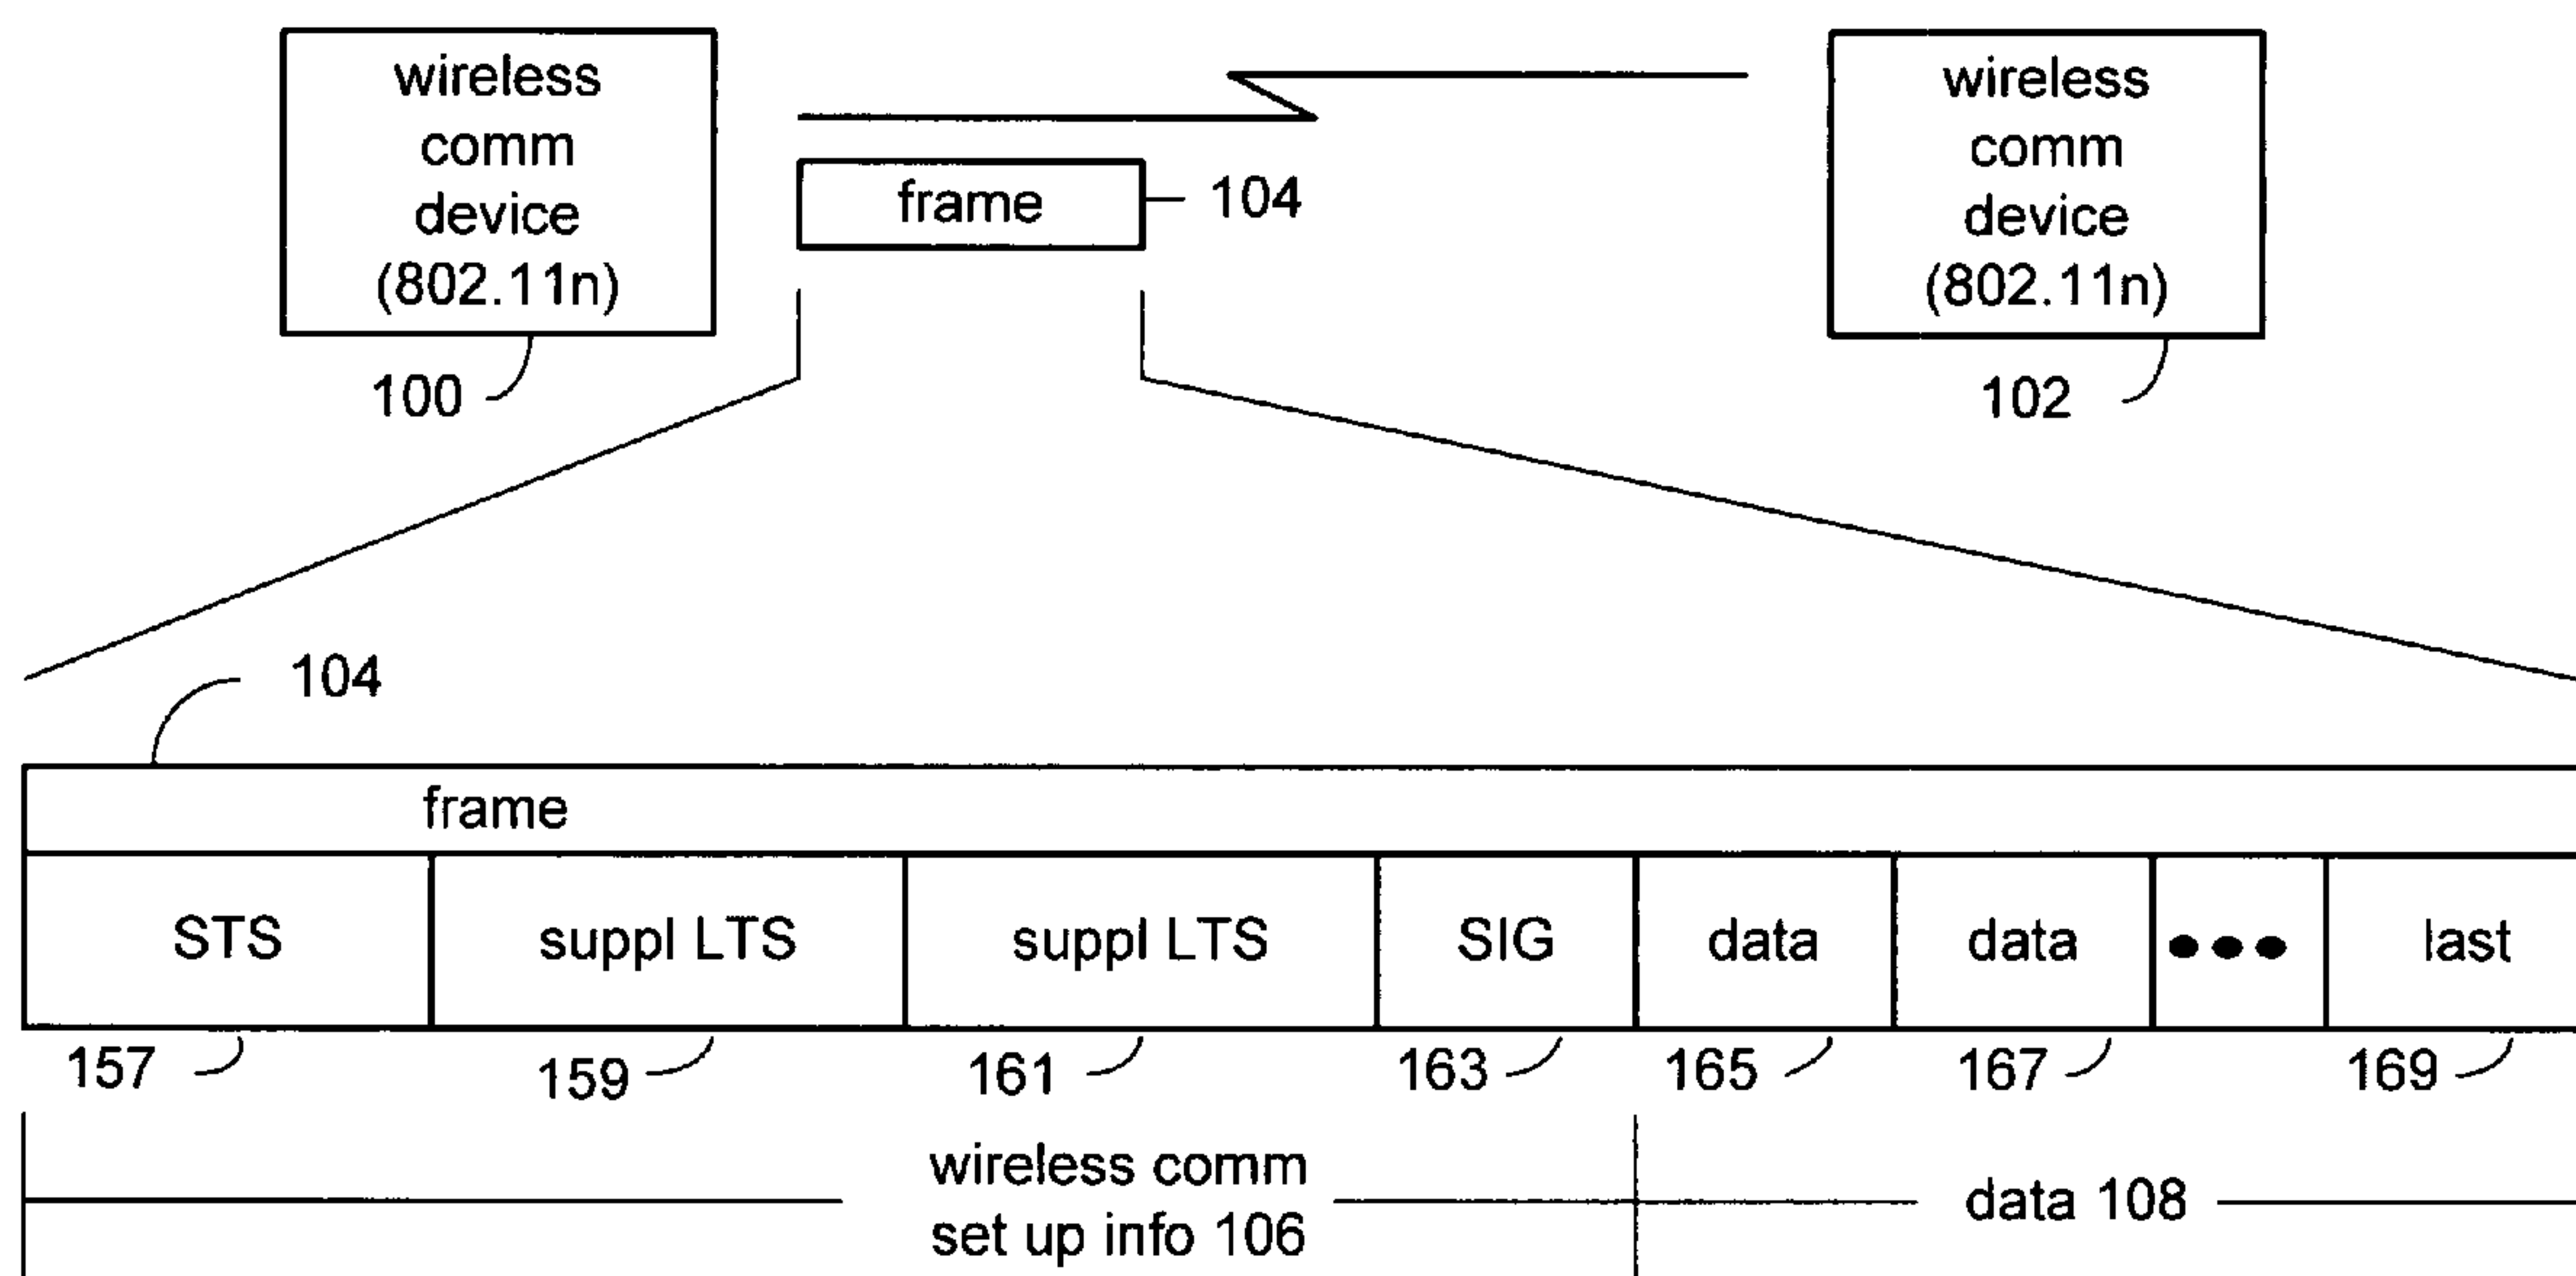 wireless
comm
device
(802.11n)
100
frame
104
wireless
comm
device
(802.11n)
102
104
frame
STS
suppl LTS
suppl LTS
SIG
data
data
last
157
159
161
163
165
167
169
wireless comm
set up info 106
data 108